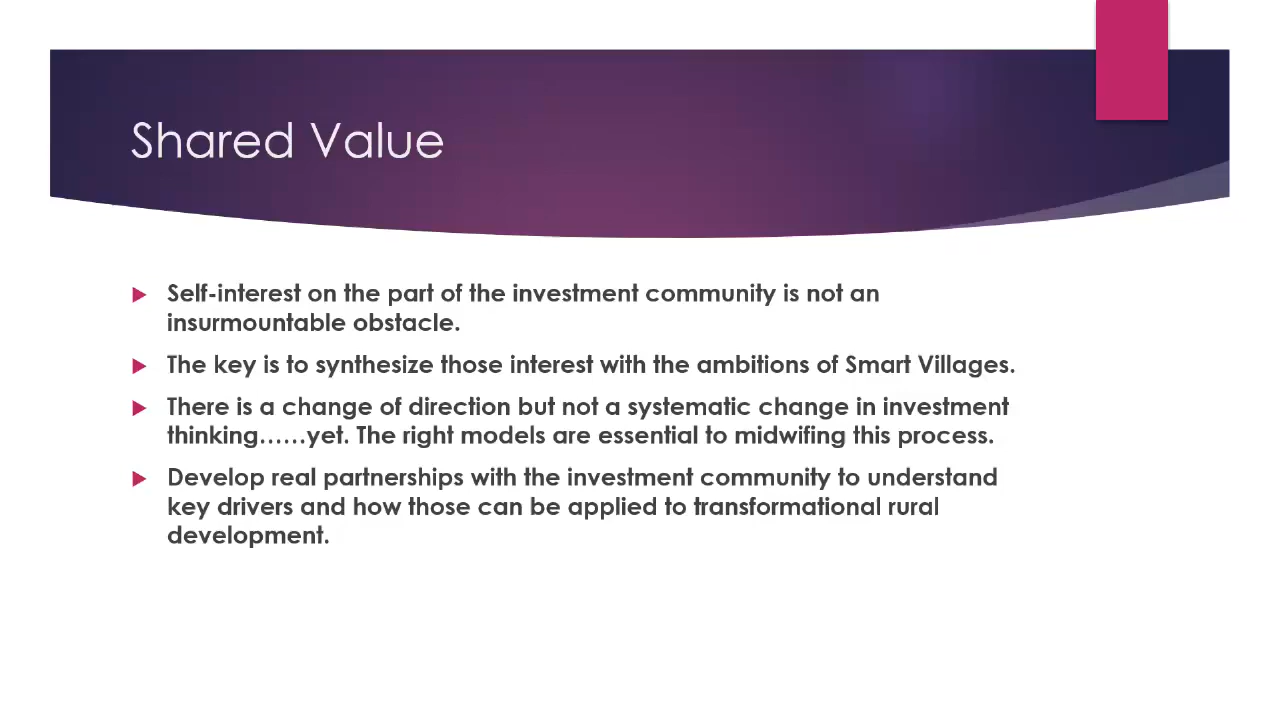 Shared Value
Self-interest on the part of the investment community is not an
insurmountable obstacle.
The key is to synthesize those interest with the ambitions of Smart Villages.
There is a change of direction but not a systematic change in investment
thinking……yet. The right models are essential to midwifing this process.
Develop real partnerships with the investment community to understand
key drivers and how those can be applied to transformational rural
development.